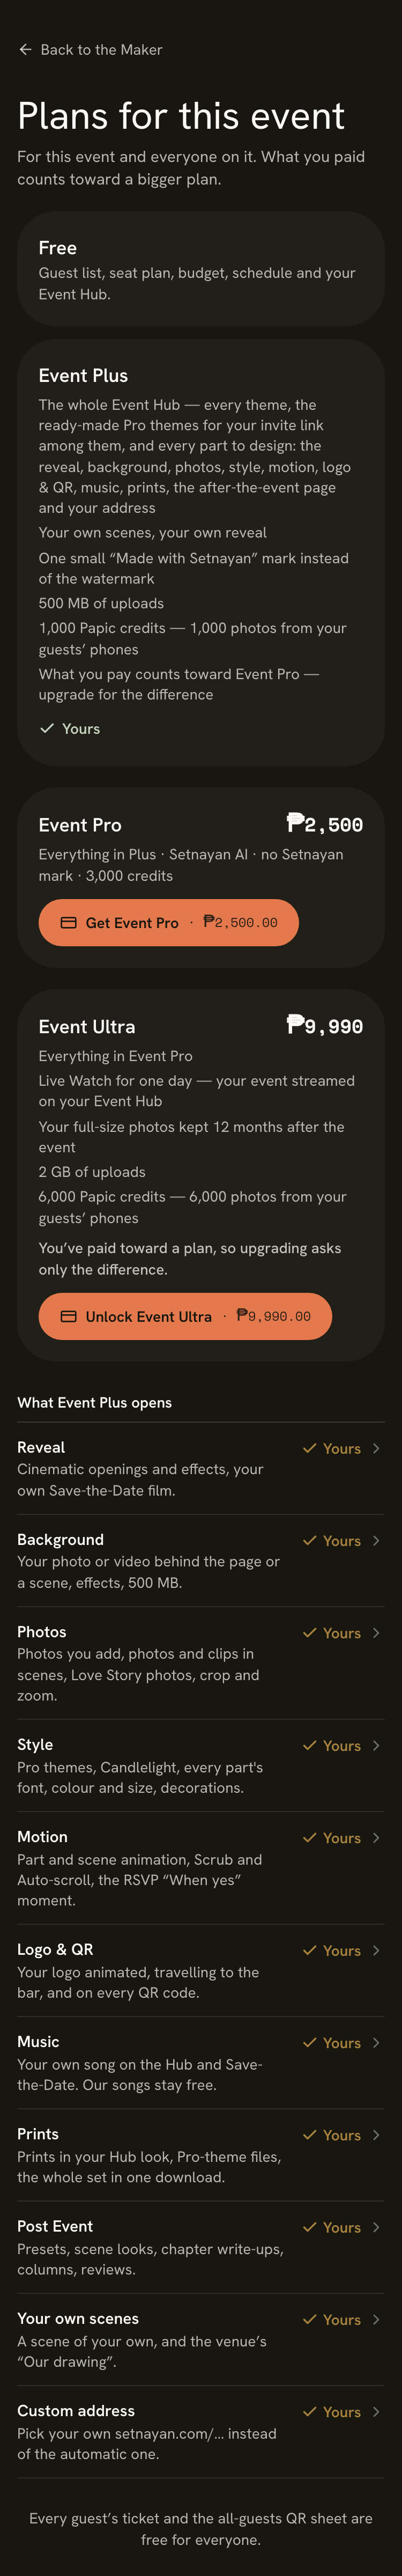 Back to the Maker
Plans for this event
For this event and everyone on it. What you paid
counts toward a bigger plan.
Free
Guest list, seat plan, budget, schedule and your
Event Hub.
Event Plus
The whole Event Hub — every theme, the
ready-made Pro themes for your invite link
among them, and every part to design: the
reveal, background, photos, style, motion, logo
& QR, music, prints, the after-the-event page
and your address
Your own scenes, your own reveal
One small “Made with Setnayan” mark instead
of the watermark
500 MB of uploads
1,000 Papic credits — 1,000 photos from your
guests’ phones
What you pay counts toward Event Pro —
upgrade for the difference
Yours
Event Pro ₱2,500
Everything in Plus · Setnayan AI · no Setnayan
mark · 3,000 credits
Get Event Pro · ₱2,500.00
Event Ultra ₱9,990
Everything in Event Pro
Live Watch for one day — your event streamed
on your Event Hub
Your full-size photos kept 12 months after the
event
2 GB of uploads
6,000 Papic credits — 6,000 photos from your
guests’ phones
You’ve paid toward a plan, so upgrading asks
only the difference.
Unlock Event Ultra · ₱9,990.00
What Event Plus opens
Reveal Yours
Cinematic openings and effects, your
own Save-the-Date film.
Background Yours
Your photo or video behind the page or
a scene, effects, 500 MB.
Photos Yours
Photos you add, photos and clips in
scenes, Love Story photos, crop and
zoom.
Style Yours
Pro themes, Candlelight, every part's
font, colour and size, decorations.
Motion Yours
Part and scene animation, Scrub and
Auto-scroll, the RSVP “When yes”
moment.
Logo & QR Yours
Your logo animated, travelling to the
bar, and on every QR code.
Music Yours
Your own song on the Hub and Save-
the-Date. Our songs stay free.
Prints Yours
Prints in your Hub look, Pro-theme files,
the whole set in one download.
Post Event Yours
Presets, scene looks, chapter write-ups,
columns, reviews.
Your own scenes Yours
A scene of your own, and the venue’s
“Our drawing”.
Custom address Yours
Pick your own setnayan.com/… instead
of the automatic one.
Every guest’s ticket and the all-guests QR sheet are
free for everyone.